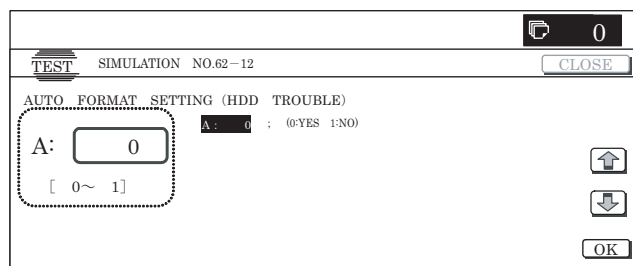 0
TEST SIMULATION NO.62-12 CLOSE
AUTO FORMAT SETTING (HDD TROUBLE)
A: 0 ; (0:YES 1:NO)
A: 0
[ 0～ 1]
OK